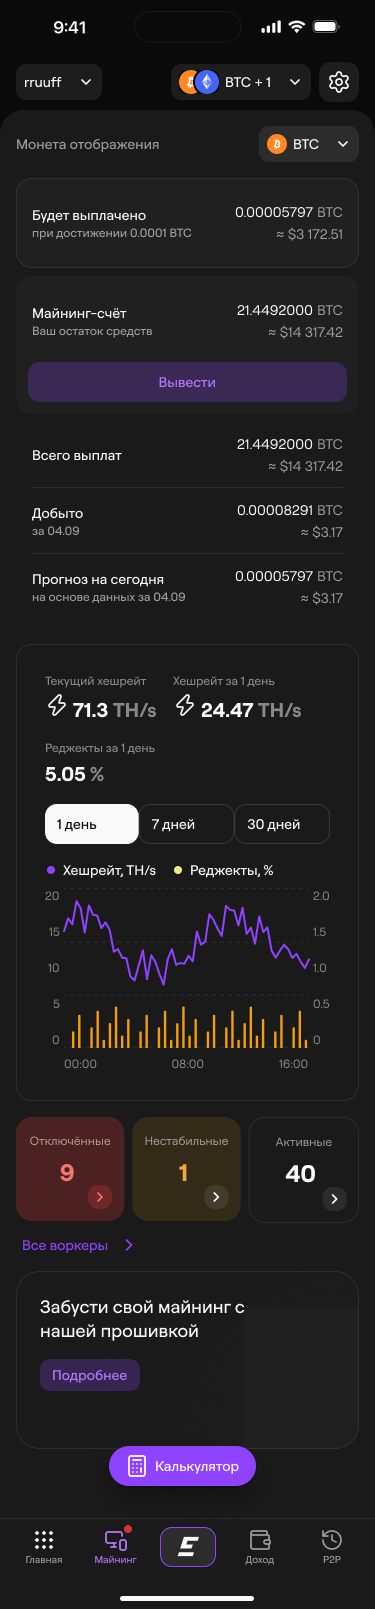 9:41
rruuff
BTC + 1
Монета отображения
BTC
Будет выплачено
0.00005797 BTC
при достижении 0.0001 BTC
≈ $3 172.51
Майнинг-счёт
21.4492000 BTC
Ваш остаток средств
≈ $14 317.42
Вывести
Всего выплат
21.4492000 BTC
≈ $14 317.42
Добыто
0.00008291 BTC
за 04.09
≈ $3.17
Прогноз на сегодня
0.00005797 BTC
на основе данных за 04.09
≈ $3.17
Текущий хешрейт
Хешрейт за 1 день
71.3 TH/s
24.47 TH/s
Реджекты за 1 день
5.05 %
1 день
7 дней
30 дней
Хешрейт, TH/s
Реджекты, %
20
2.0
15
1.5
10
1.0
5
0.5
0
0
00:00
08:00
16:00
Отключённые
Нестабильные
Активные
9
1
40
Все воркеры
Забусти свой майнинг с
нашей прошивкой
Подробнее
Калькулятор
Главная
Майнинг
Доход
P2P